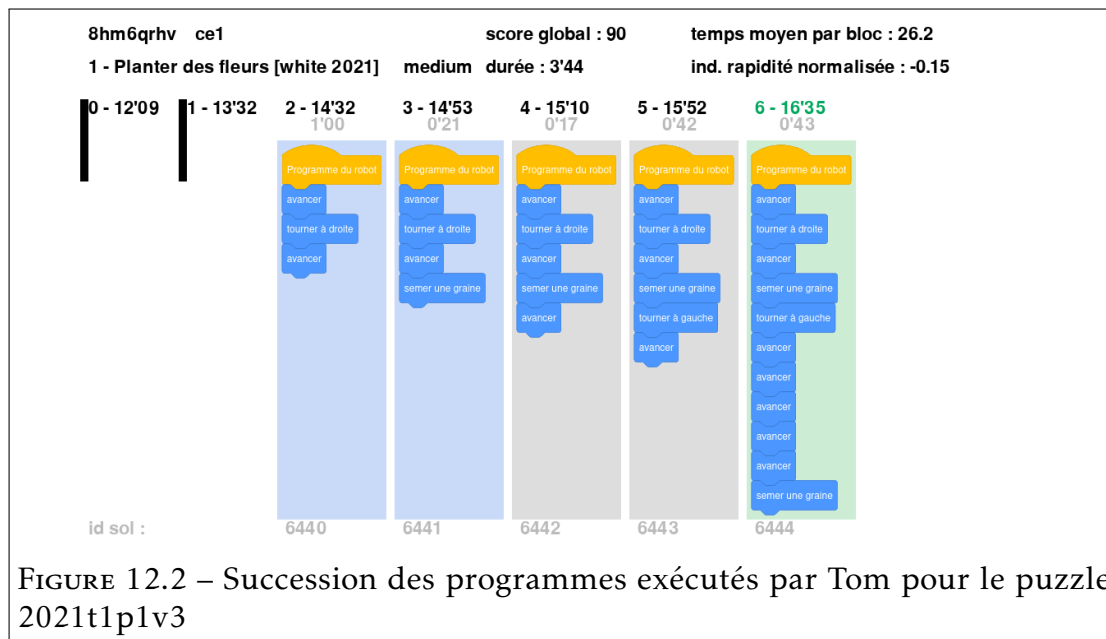 8hm6qrhv ce1 score global : 90 temps moyen par bloc : 26.2
1 - Planter des fleurs [white 2021] medium durée : 3'44 ind. rapidité normalisée : -0.15
0 - 12'09 1 - 13'32 2 - 14'32 3 - 14'53 4 - 15'10 5 - 15'52 6 - 16'35
1'00 0'21 0'17 0'42 0'43
Programme du robot Programme du robot Programme du robot Programme du robot Programme du robot
avancer avancer avancer avancer avancer
tourner à droite tourner à droite tourner à droite tourner à droite tourner à droite
avancer avancer avancer avancer avancer
semer une graine semer une graine semer une graine semer une graine
avancer tourner à gauche tourner à gauche
avancer avancer
avancer
avancer
avancer
avancer
semer une graine
id sol : 6440 6441 6442 6443 6444
FIGURE 12.2 – Succession des programmes exécutés par Tom pour le puzzle
2021t1p1v3